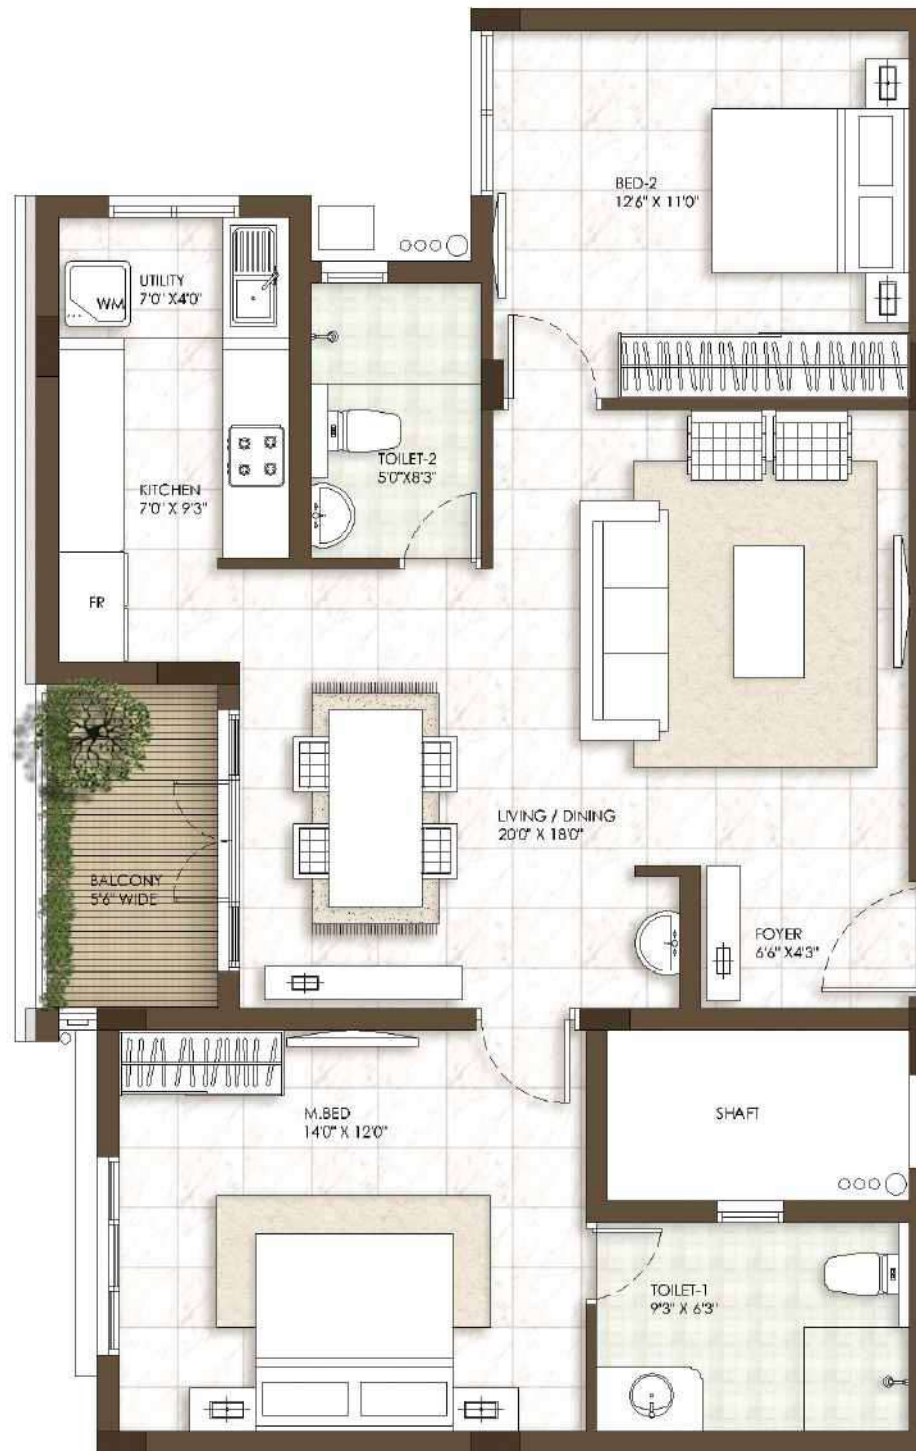 BED-2
12'6" X 11'0"
UTILITY
7'0" X4'0"
WM
TOILET-2
5'0"X8'3"
KITCHEN
7'0" X 9'3"
FR
LIVING / DINING
20'0" X 18'0"
BALCONY
5'6" WIDE
FOYER
6'6" X4'3"
M.BED
14'0" X 12'0"
SHAFT
TOILET-1
9'3" X 6'3"